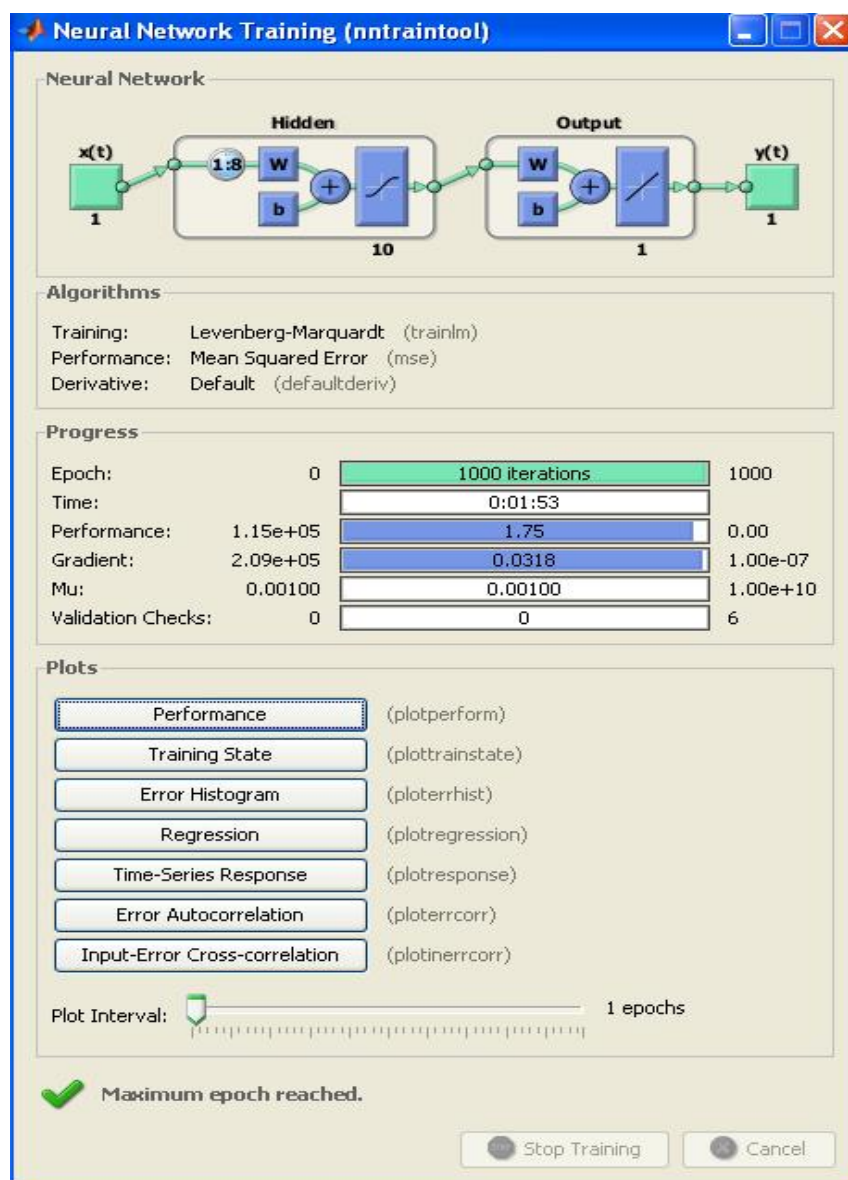 Neural Network Training (nntraintool)
Neural Network
Hidden
Output
x(t)
1:8
W
b
W
b
y(t)
1
10
1
1
Algorithms
Training: Levenberg-Marquardt (trainlm)
Performance: Mean Squared Error (mse)
Derivative: Default (defaultderiv)
Progress
Epoch: 0 1000 iterations 1000
Time: 0:01:53
Performance: 1.15e+05 1.75 0.00
Gradient: 2.09e+05 0.0318 1.00e-07
Mu: 0.00100 0.00100 1.00e+10
Validation Checks: 0 0 6
Plots
Performance (plotperform)
Training State (plottrainstate)
Error Histogram (ploterrhist)
Regression (plotregression)
Time-Series Response (plotresponse)
Error Autocorrelation (ploterrcorr)
Input-Error Cross-correlation (plotinerrcorr)
Plot Interval: 1 epochs
Maximum epoch reached.
Stop Training Cancel